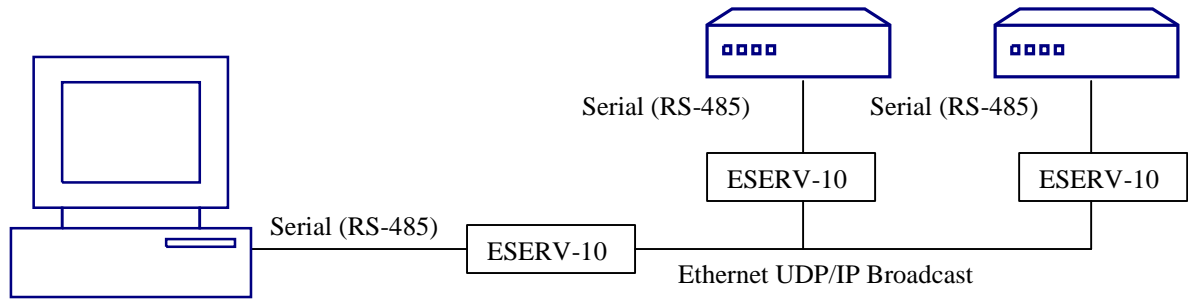 Serial (RS-485)
Serial (RS-485)
ESERV-10
ESERV-10
Serial (RS-485)
ESERV-10
Ethernet UDP/IP Broadcast